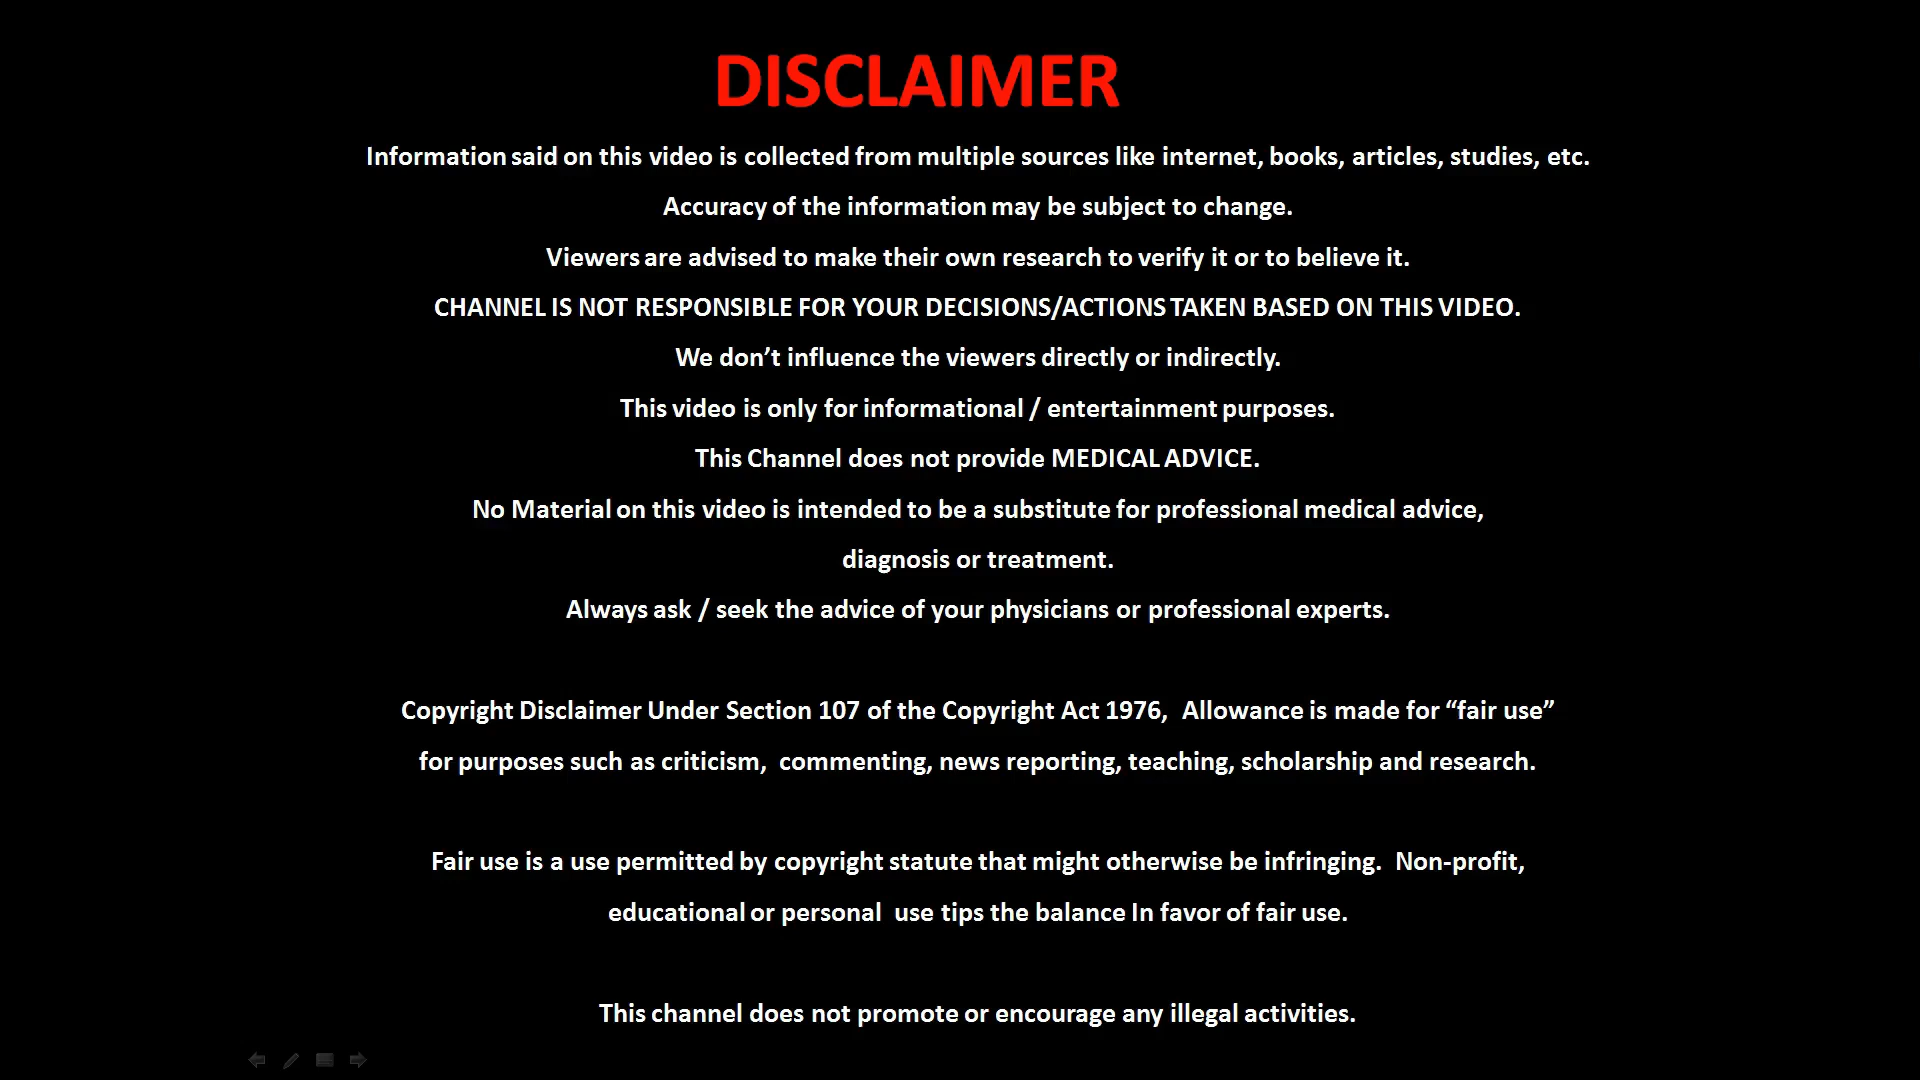 DISCLAIMER
Information said on this video is collected from multiple sources like internet, books, articles, studies, etc.
Accuracy of the information may be subject to change.
Viewers are advised to make their own research to verify it or to believe it.
CHANNEL IS NOT RESPONSIBLE FOR YOUR DECISIONS/ACTIONS TAKEN BASED ON THIS VIDEO.
We don’t influence the viewers directly or indirectly.
This video is only for informational / entertainment purposes.
This Channel does not provide MEDICAL ADVICE.
No Material on this video is intended to be a substitute for professional medical advice,
diagnosis or treatment.
Always ask / seek the advice of your physicians or professional experts.
Copyright Disclaimer Under Section 107 of the Copyright Act 1976,  Allowance is made for “fair use”
for purposes such as criticism,  commenting, news reporting, teaching, scholarship and research.
Fair use is a use permitted by copyright statute that might otherwise be infringing.  Non-profit,
educational or personal  use tips the balance In favor of fair use.
This channel does not promote or encourage any illegal activities.